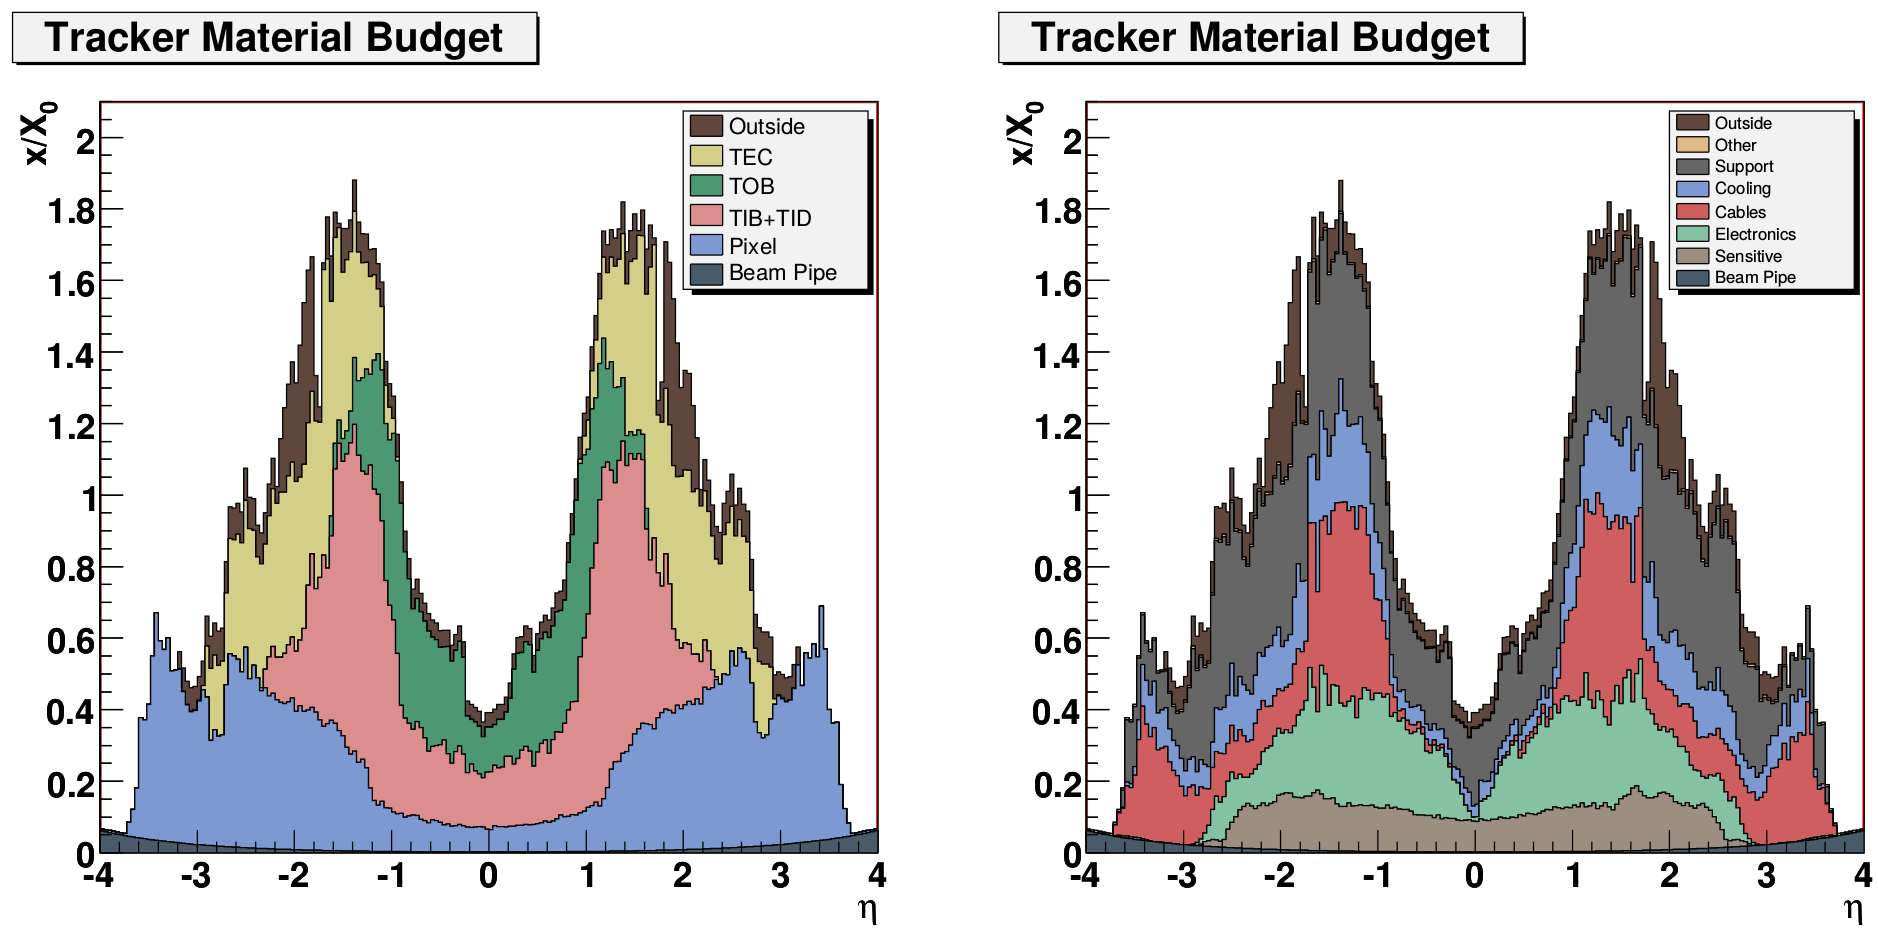 Tracker Material Budget
x/X0
2
1.8
1.6
1.4
1.2
1
0.8
0.6
0.4
0.2
0
-4 -3 -2 -1 0 1 2 3 4
η
Outside
TEC
TOB
TIB+TID
Pixel
Beam Pipe
Tracker Material Budget
x/X0
2
1.8
1.6
1.4
1.2
1
0.8
0.6
0.4
0.2
0
-4 -3 -2 -1 0 1 2 3 4
η
Outside
Other
Support
Cooling
Cables
Electronics
Sensitive
Beam Pipe